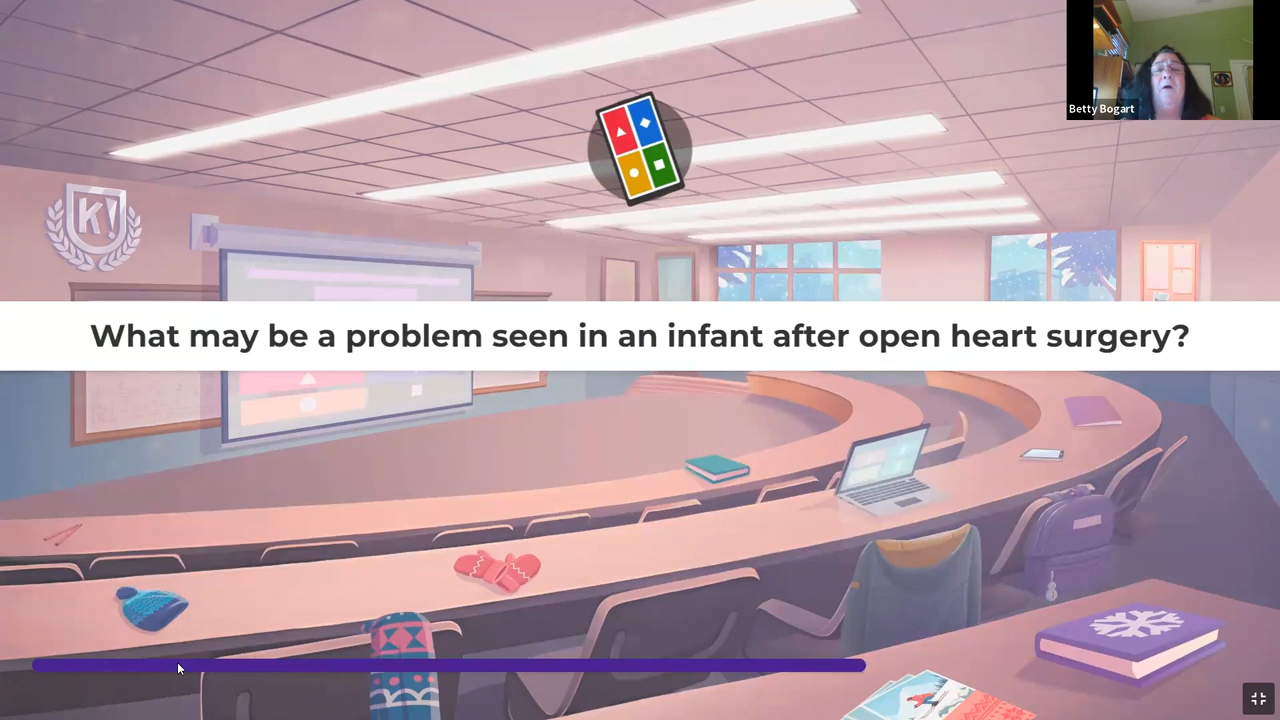 Betty Bogart
K!
What may be a problem seen in an infant after open heart surgery?